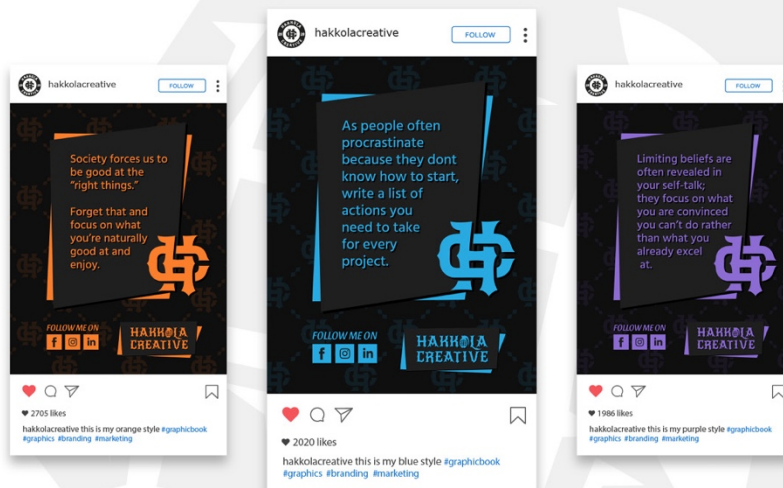 hakkolacreative
FOLLOW
Society forces us to
be good at the
"right things."
Forget that and
focus on what
you're naturally
good at and
enjoy.
FOLLOW ME ON
HAKKOLA
CREATIVE
2705 likes
hakkolacreative this is my orange style #graphicbook
#graphics #branding #marketing
HAKKOLA
CREATIVE
hakkolacreative
FOLLOW
As people often
procrastinate
because they dont
know how to start,
write a list of
actions you
need to take
for every
project.
FOLLOW ME ON
HAKKOLA
CREATIVE
2020 likes
hakkolacreative this is my blue style #graphicbook
#graphics #branding #marketing
hakkolacreative
FOLLOW
Limiting beliefs are
often revealed in
your self-talk;
they focus on what
you are convinced
you can't do rather
than what you
already excel
at.
FOLLOW ME ON
HAKKOLA
CREATIVE
1986 likes
hakkolacreative this is my purple style #graphicbook
#graphics #branding #marketing